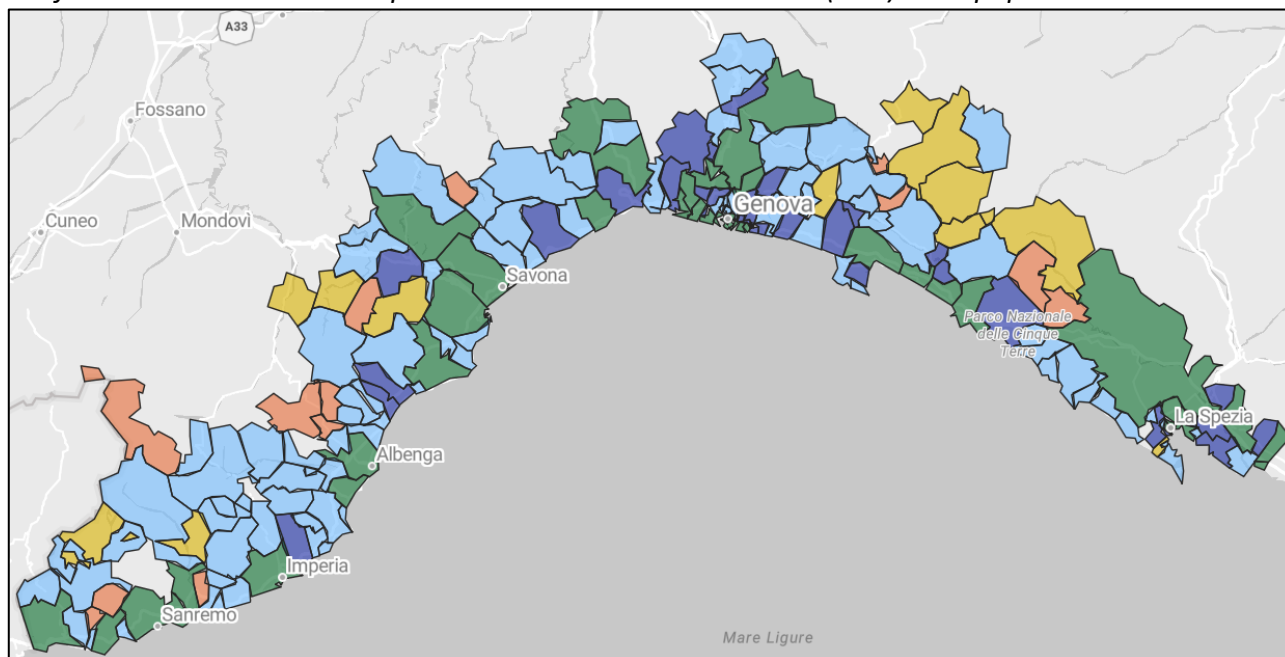 A33
Fossano
Cuneo
Mondovì
Genova
Savona
Parco Nazionale
delle Cinque
Terre
La Spezia
Albenga
Imperia
Sanremo
Mare Ligure